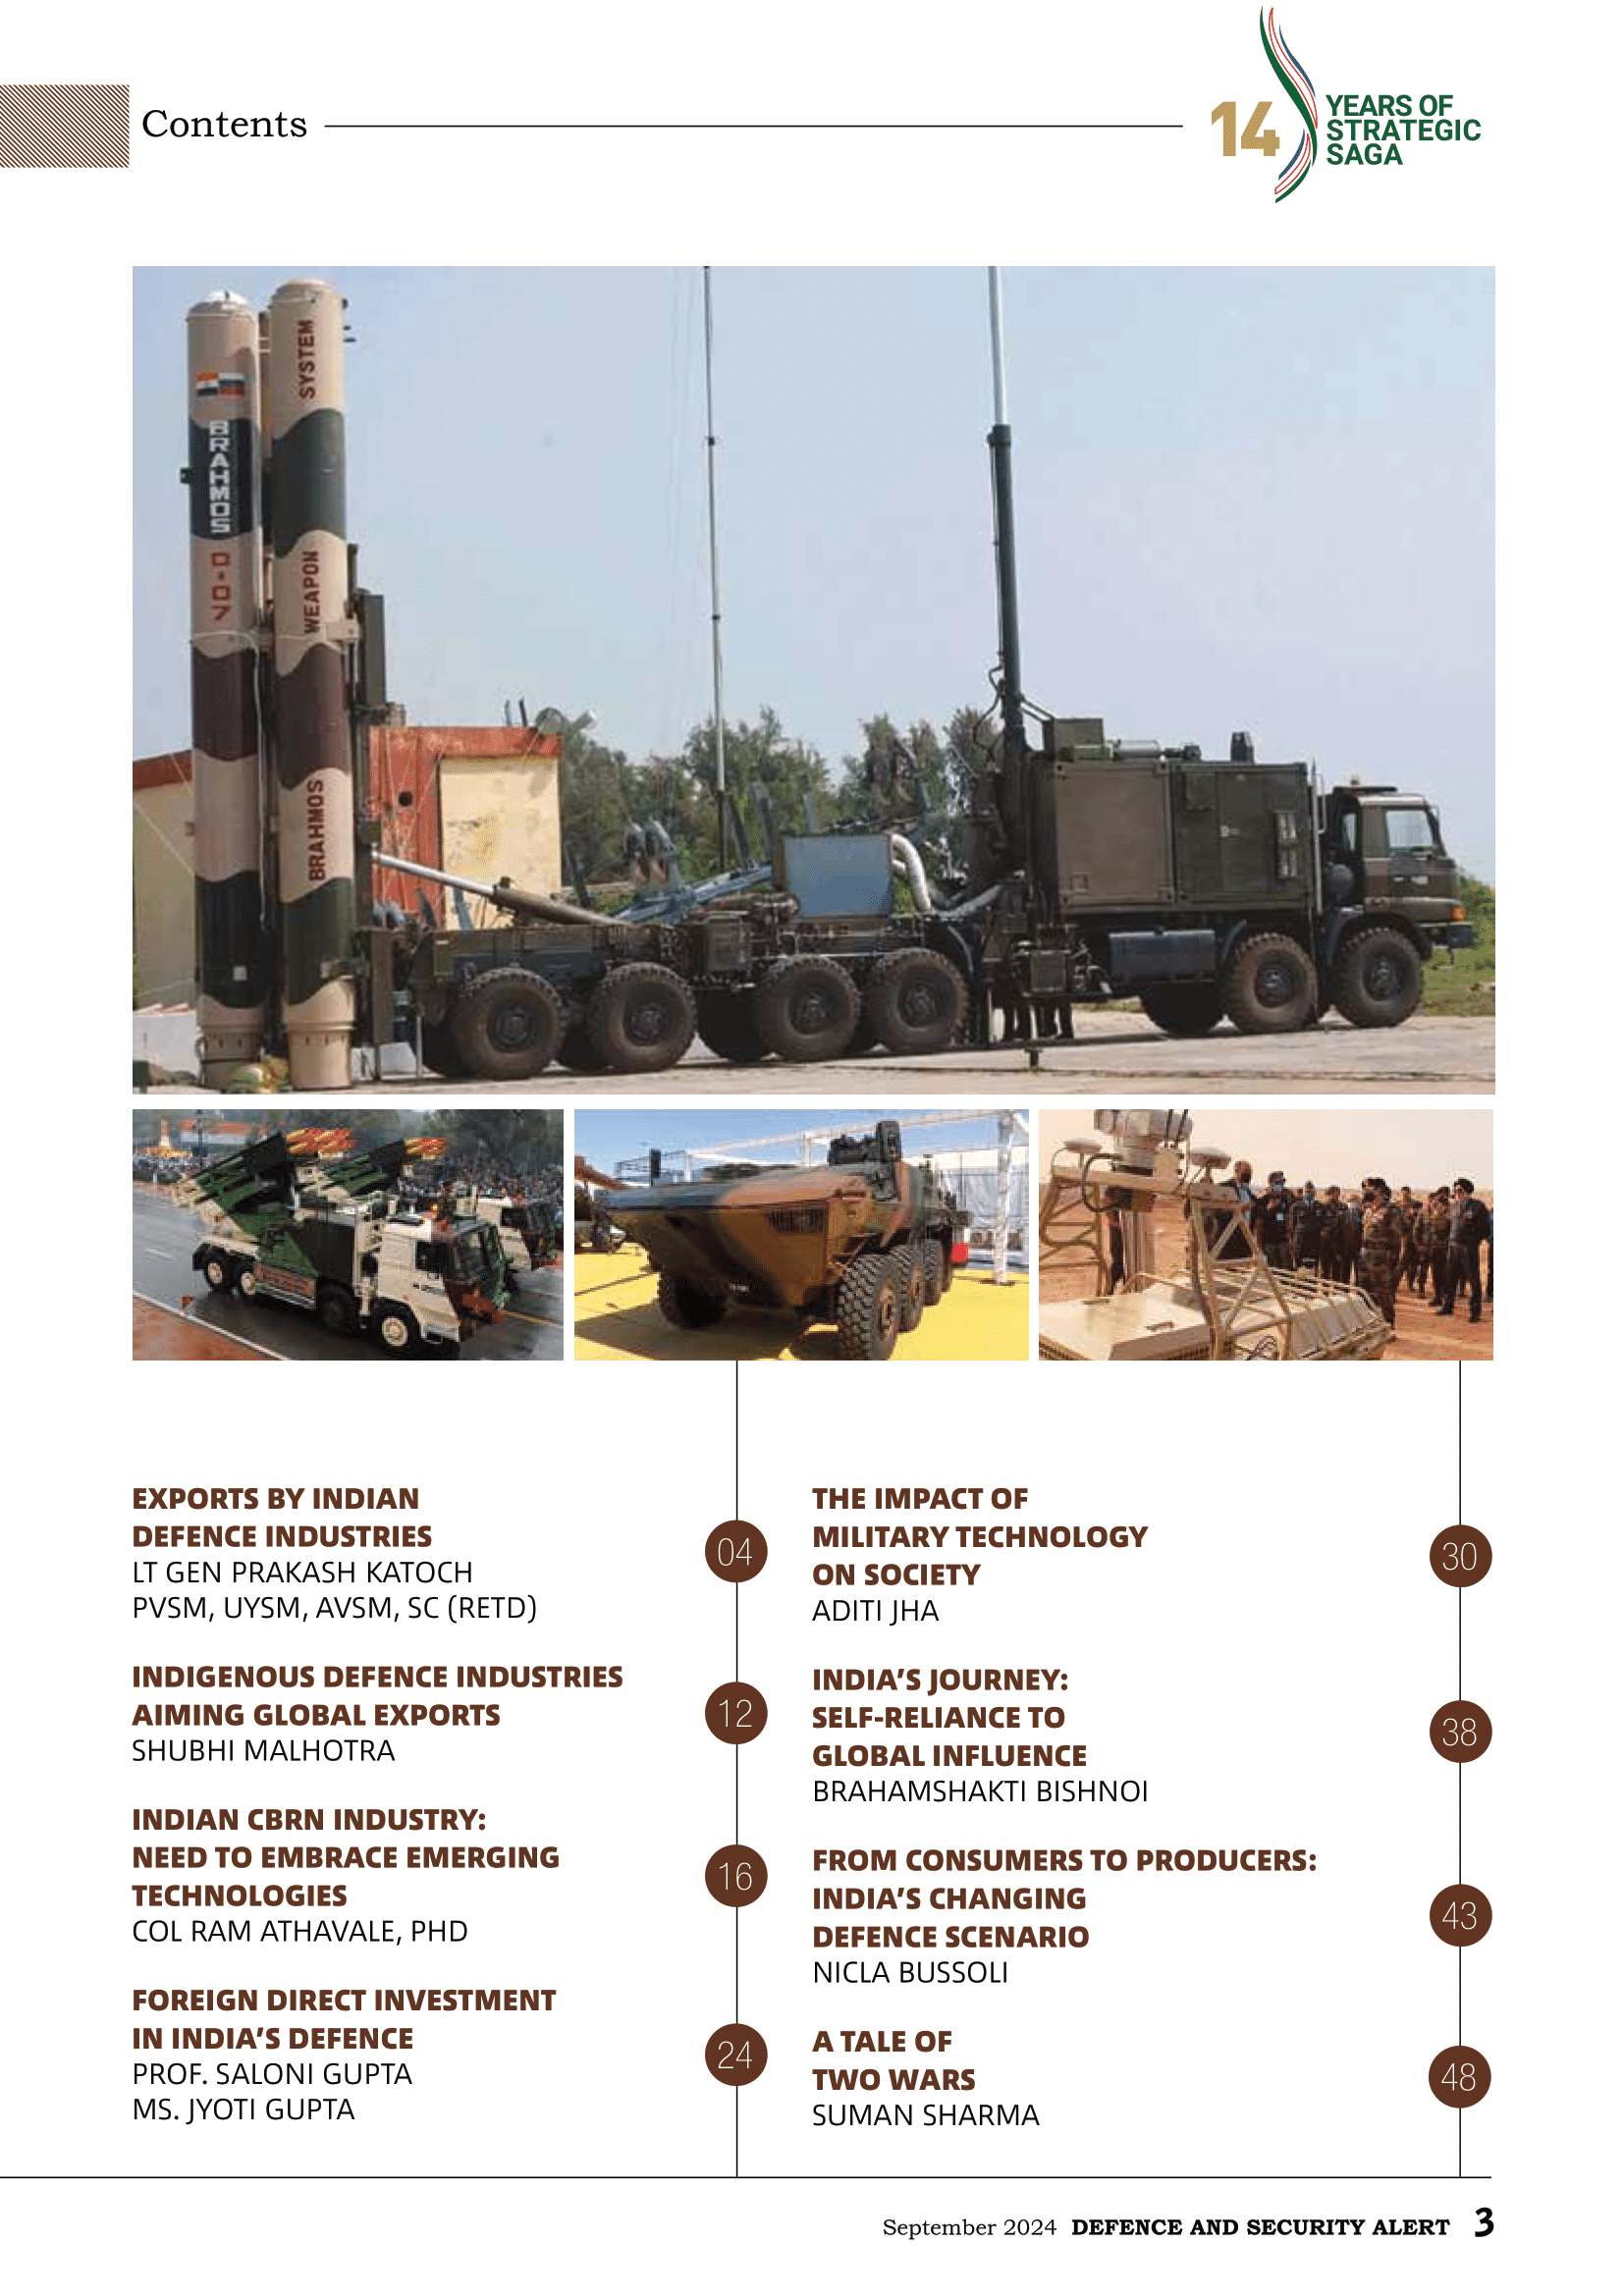 Contents
14
YEARS OF
STRATEGIC
SAGA
BRAHMOS
D-07
BRAHMOS WEAPON SYSTEM
EXPORTS BY INDIAN
DEFENCE INDUSTRIES
LT GEN PRAKASH KATOCH
PVSM, UYSM, AVSM, SC (RETD)
04
INDIGENOUS DEFENCE INDUSTRIES
AIMING GLOBAL EXPORTS
SHUBHI MALHOTRA
12
INDIAN CBRN INDUSTRY:
NEED TO EMBRACE EMERGING
TECHNOLOGIES
COL RAM ATHAVALE, PHD
16
FOREIGN DIRECT INVESTMENT
IN INDIA’S DEFENCE
PROF. SALONI GUPTA
MS. JYOTI GUPTA
24
THE IMPACT OF
MILITARY TECHNOLOGY
ON SOCIETY
ADITI JHA
30
INDIA’S JOURNEY:
SELF-RELIANCE TO
GLOBAL INFLUENCE
BRAHAMSHAKTI BISHNOI
38
FROM CONSUMERS TO PRODUCERS:
INDIA’S CHANGING
DEFENCE SCENARIO
NICLA BUSSOLI
43
A TALE OF
TWO WARS
SUMAN SHARMA
48
September 2024 DEFENCE AND SECURITY ALERT 3